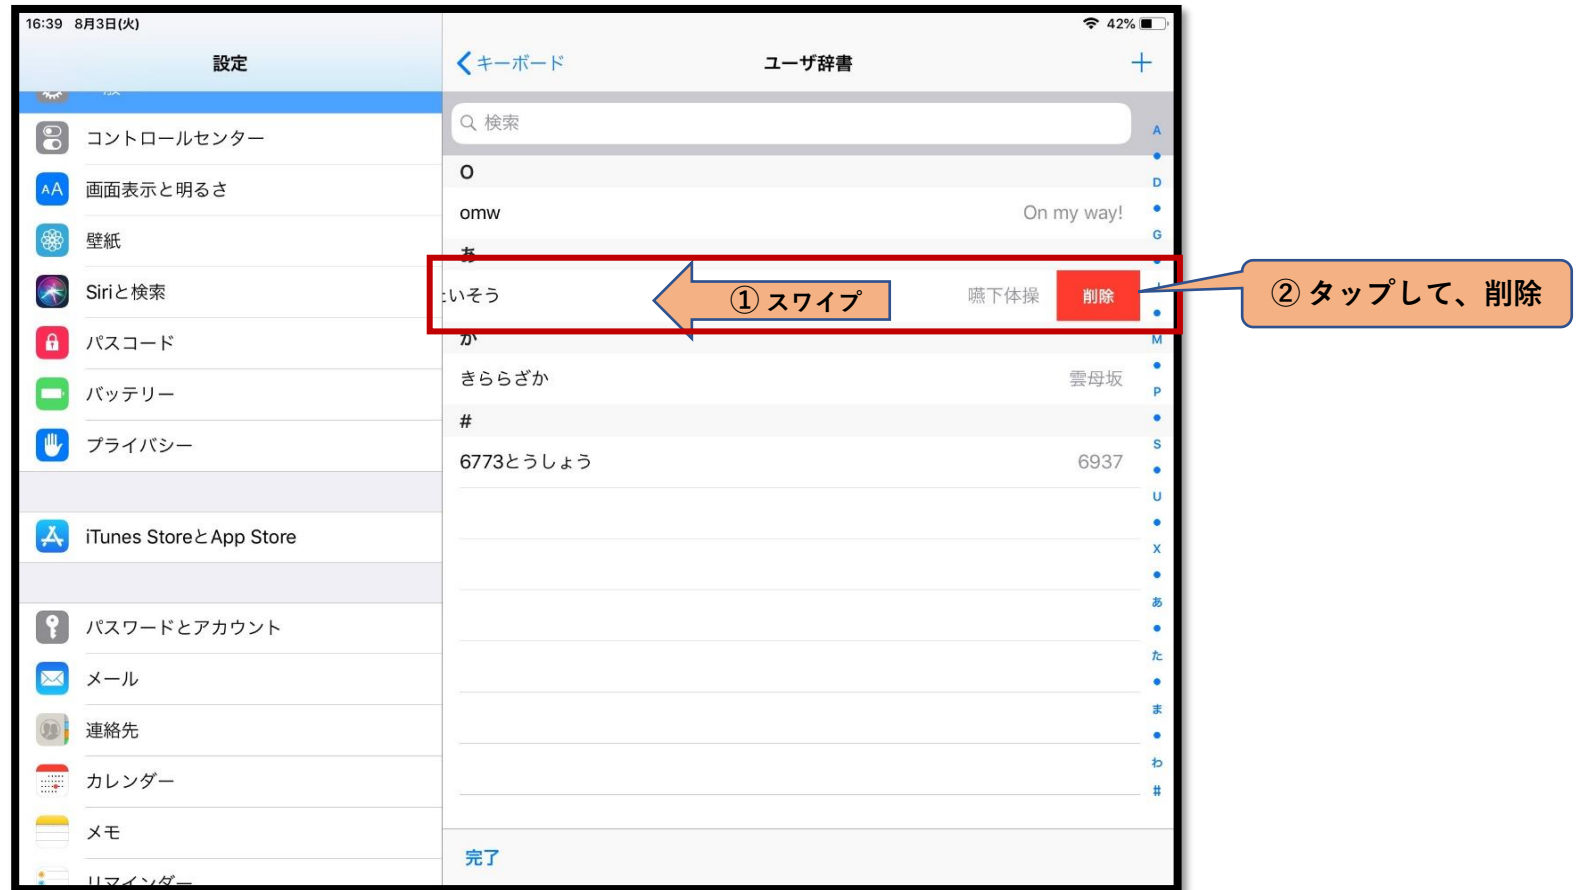 16:39 8月3日(火)
42%
設定
コントロールセンター
画面表示と明るさ
壁紙
Siriと検索
パスコード
バッテリー
プライバシー
iTunes StoreとApp Store
パスワードとアカウント
メール
連絡先
カレンダー
メモ
リマインダー
キーボード
ユーザ辞書
検索
O
omw On my way!
あ
いそう
① スワイプ
嚥下体操
削除
② タップして、削除
か
きららざか 雲母坂
#
6773とうしょう 6937
完了
A
D
G
M
P
S
U
X
あ
た
ま
わ
#